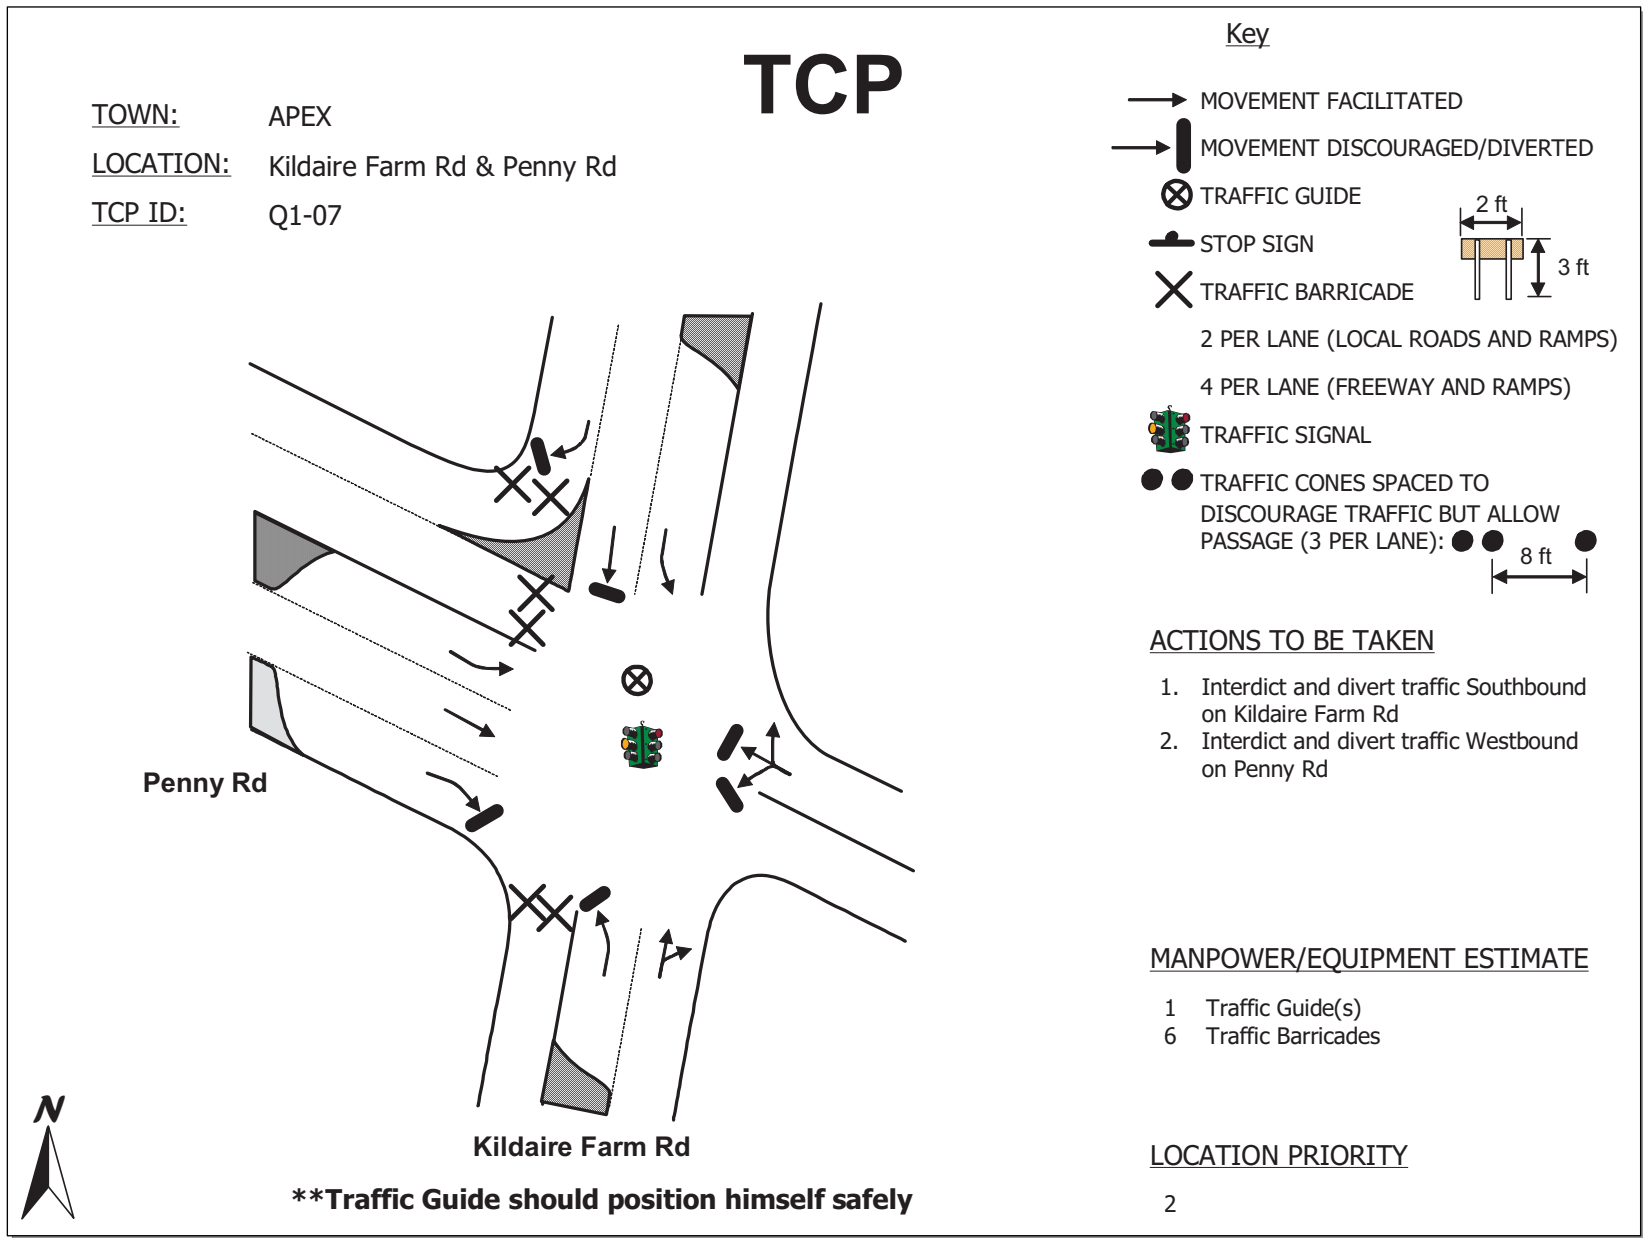 TCP
TOWN: APEX
LOCATION: Kildaire Farm Rd & Penny Rd
TCP ID: Q1-07
Key
MOVEMENT FACILITATED
MOVEMENT DISCOURAGED/DIVERTED
TRAFFIC GUIDE
STOP SIGN
2 ft
3 ft
TRAFFIC BARRICADE
2 PER LANE (LOCAL ROADS AND RAMPS)
4 PER LANE (FREEWAY AND RAMPS)
TRAFFIC SIGNAL
TRAFFIC CONES SPACED TO
DISCOURAGE TRAFFIC BUT ALLOW
PASSAGE (3 PER LANE):
8 ft
ACTIONS TO BE TAKEN
1. Interdict and divert traffic Southbound
on Kildaire Farm Rd
2. Interdict and divert traffic Westbound
on Penny Rd
MANPOWER/EQUIPMENT ESTIMATE
1 Traffic Guide(s)
6 Traffic Barricades
LOCATION PRIORITY
2
Penny Rd
Kildaire Farm Rd
N
**Traffic Guide should position himself safely